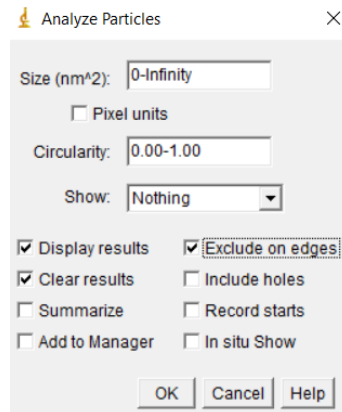 Analyze Particles
Size (nm^2): 0-Infinity
Pixel units
Circularity: 0.00-1.00
Show: Nothing
Display results Exclude on edges
Clear results Include holes
Summarize Record starts
Add to Manager In situ Show
OK Cancel Help